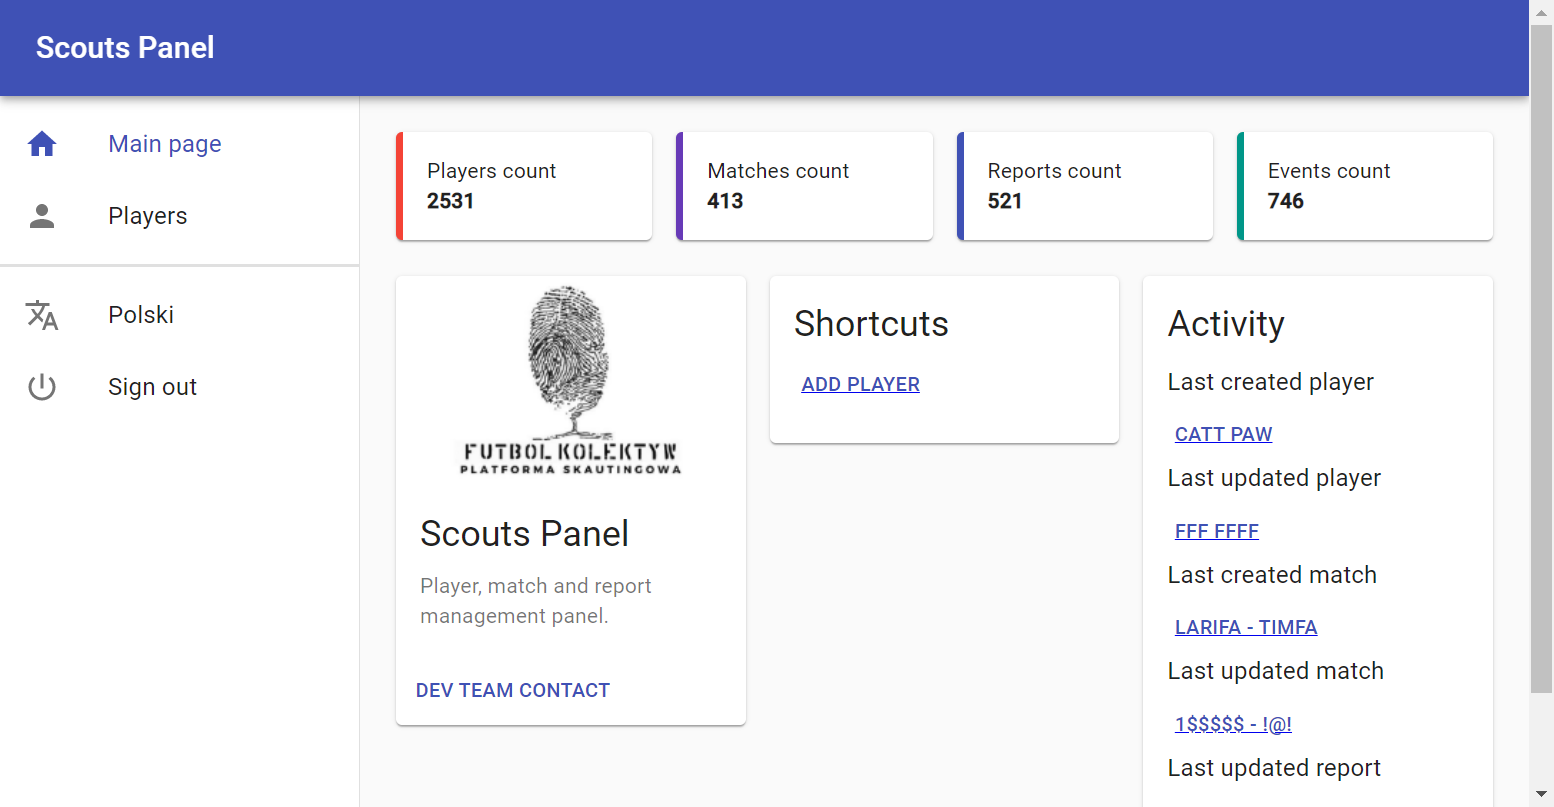 Scouts Panel
Main page
Players
Polski
Sign out
Players count
2531
Matches count
413
Reports count
521
Events count
746
FUTBOL KOLEKTYW
PLATFORMA SKAUTINGOWA
Scouts Panel
Player, match and report
management panel.
DEV TEAM CONTACT
Shortcuts
ADD PLAYER
Activity
Last created player
CATT PAW
Last updated player
FFF FFFF
Last created match
LARIFA - TIMFA
Last updated match
1$$$$$ - !@!
Last updated report